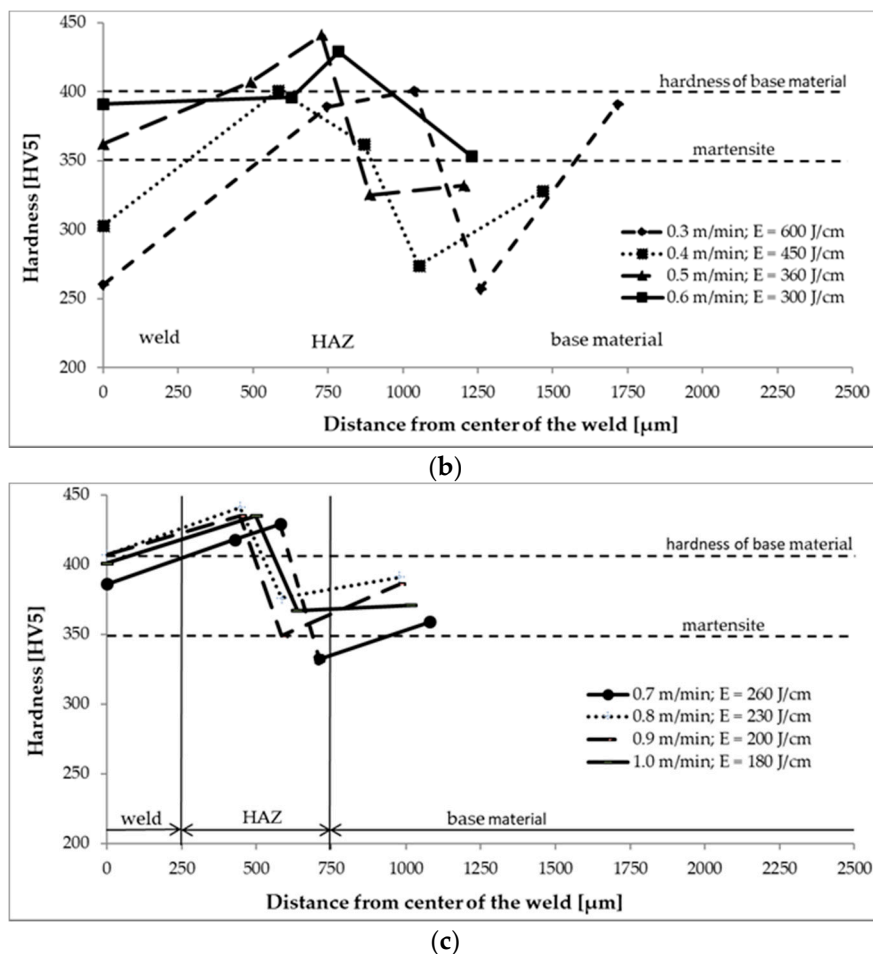 450
400
350
300
250
200
Hardness [HV5]
hardness of base material
martensite
0.3 m/min; E = 600 J/cm
0.4 m/min; E = 450 J/cm
0.5 m/min; E = 360 J/cm
0.6 m/min; E = 300 J/cm
weld
HAZ
base material
0 250 500 750 1000 1250 1500 1750 2000 2250 2500
Distance from center of the weld [µm]
(b)
450
400
350
300
250
200
Hardness [HV5]
hardness of base material
martensite
0.7 m/min; E = 260 J/cm
0.8 m/min; E = 230 J/cm
0.9 m/min; E = 200 J/cm
1.0 m/min; E = 180 J/cm
weld
HAZ
base material
0 250 500 750 1000 1250 1500 1750 2000 2250 2500
Distance from center of the weld [µm]
(c)